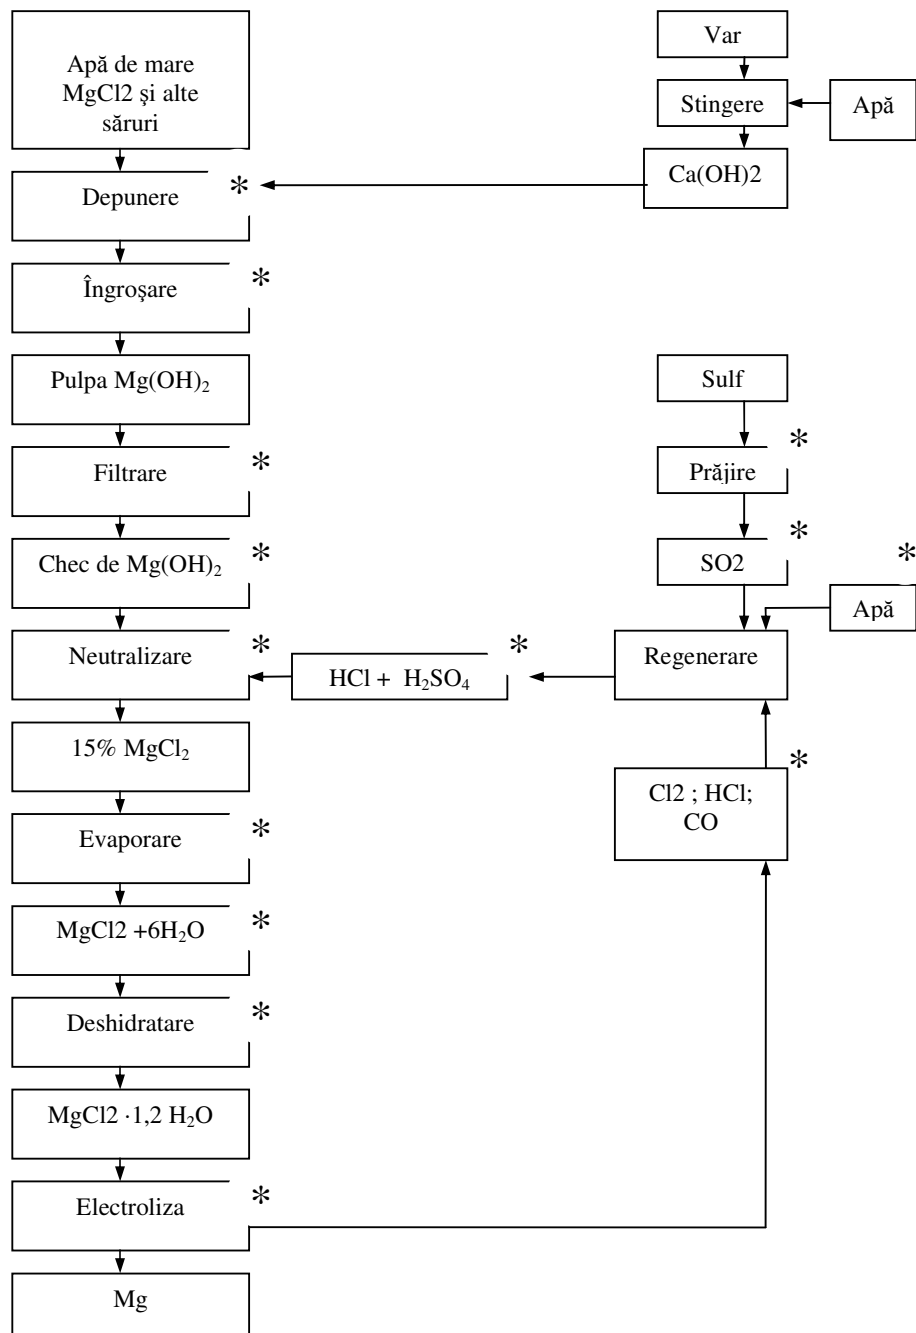 Apă de mare
MgCl2 şi alte
săruri
Var
Stingere
Apă
Ca(OH)2
Depunere *
Îngroşare *
Pulpa Mg(OH)₂
Filtrare *
Chec de Mg(OH)₂ *
Sulf
Prăjire *
SO2 *
Apă *
Regenerare
HCl + H₂SO₄ *
Neutralizare *
15% MgCl₂
Cl2 ; HCl; *
CO
Evaporare *
MgCl2 +6H₂O *
Deshidratare *
MgCl2 ·1,2 H₂O
Electroliza *
Mg